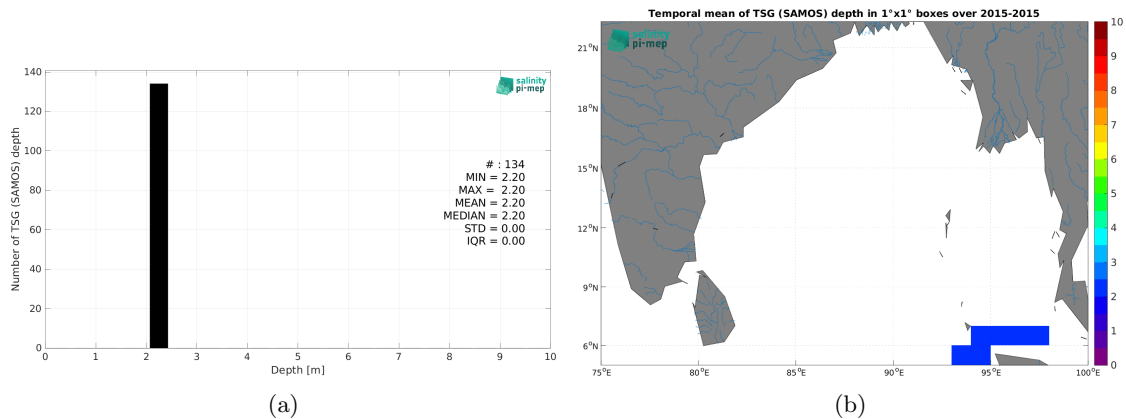 140
120
100
80
60
40
20
0
Number of TSG (SAMOS) depth
salinity
pi-mep
# : 134
MIN = 2.20
MAX = 2.20
MEAN = 2.20
MEDIAN = 2.20
STD = 0.00
IQR = 0.00
0 1 2 3 4 5 6 7 8 9 10
Depth [m]
(a)
Temporal mean of TSG (SAMOS) depth in 1°x1° boxes over 2015-2015
salinity
pi-mep
21°N
18°N
15°N
12°N
9°N
6°N
75°E 80°E 85°E 90°E 95°E 100°E
10
9
8
7
6
5
4
3
2
1
0
(b)